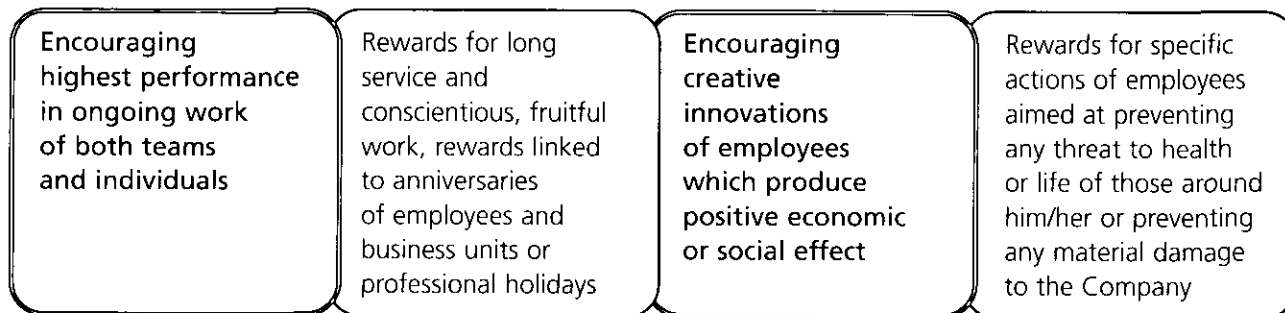 Encouraging
highest performance
in ongoing work
of both teams
and individuals
Rewards for long
service and
conscientious, fruitful
work, rewards linked
to anniversaries
of employees and
business units or
professional holidays
Encouraging
creative
innovations
of employees
which produce
positive economic
or social effect
Rewards for specific
actions of employees
aimed at preventing
any threat to health
or life of those around
him/her or preventing
any material damage
to the Company